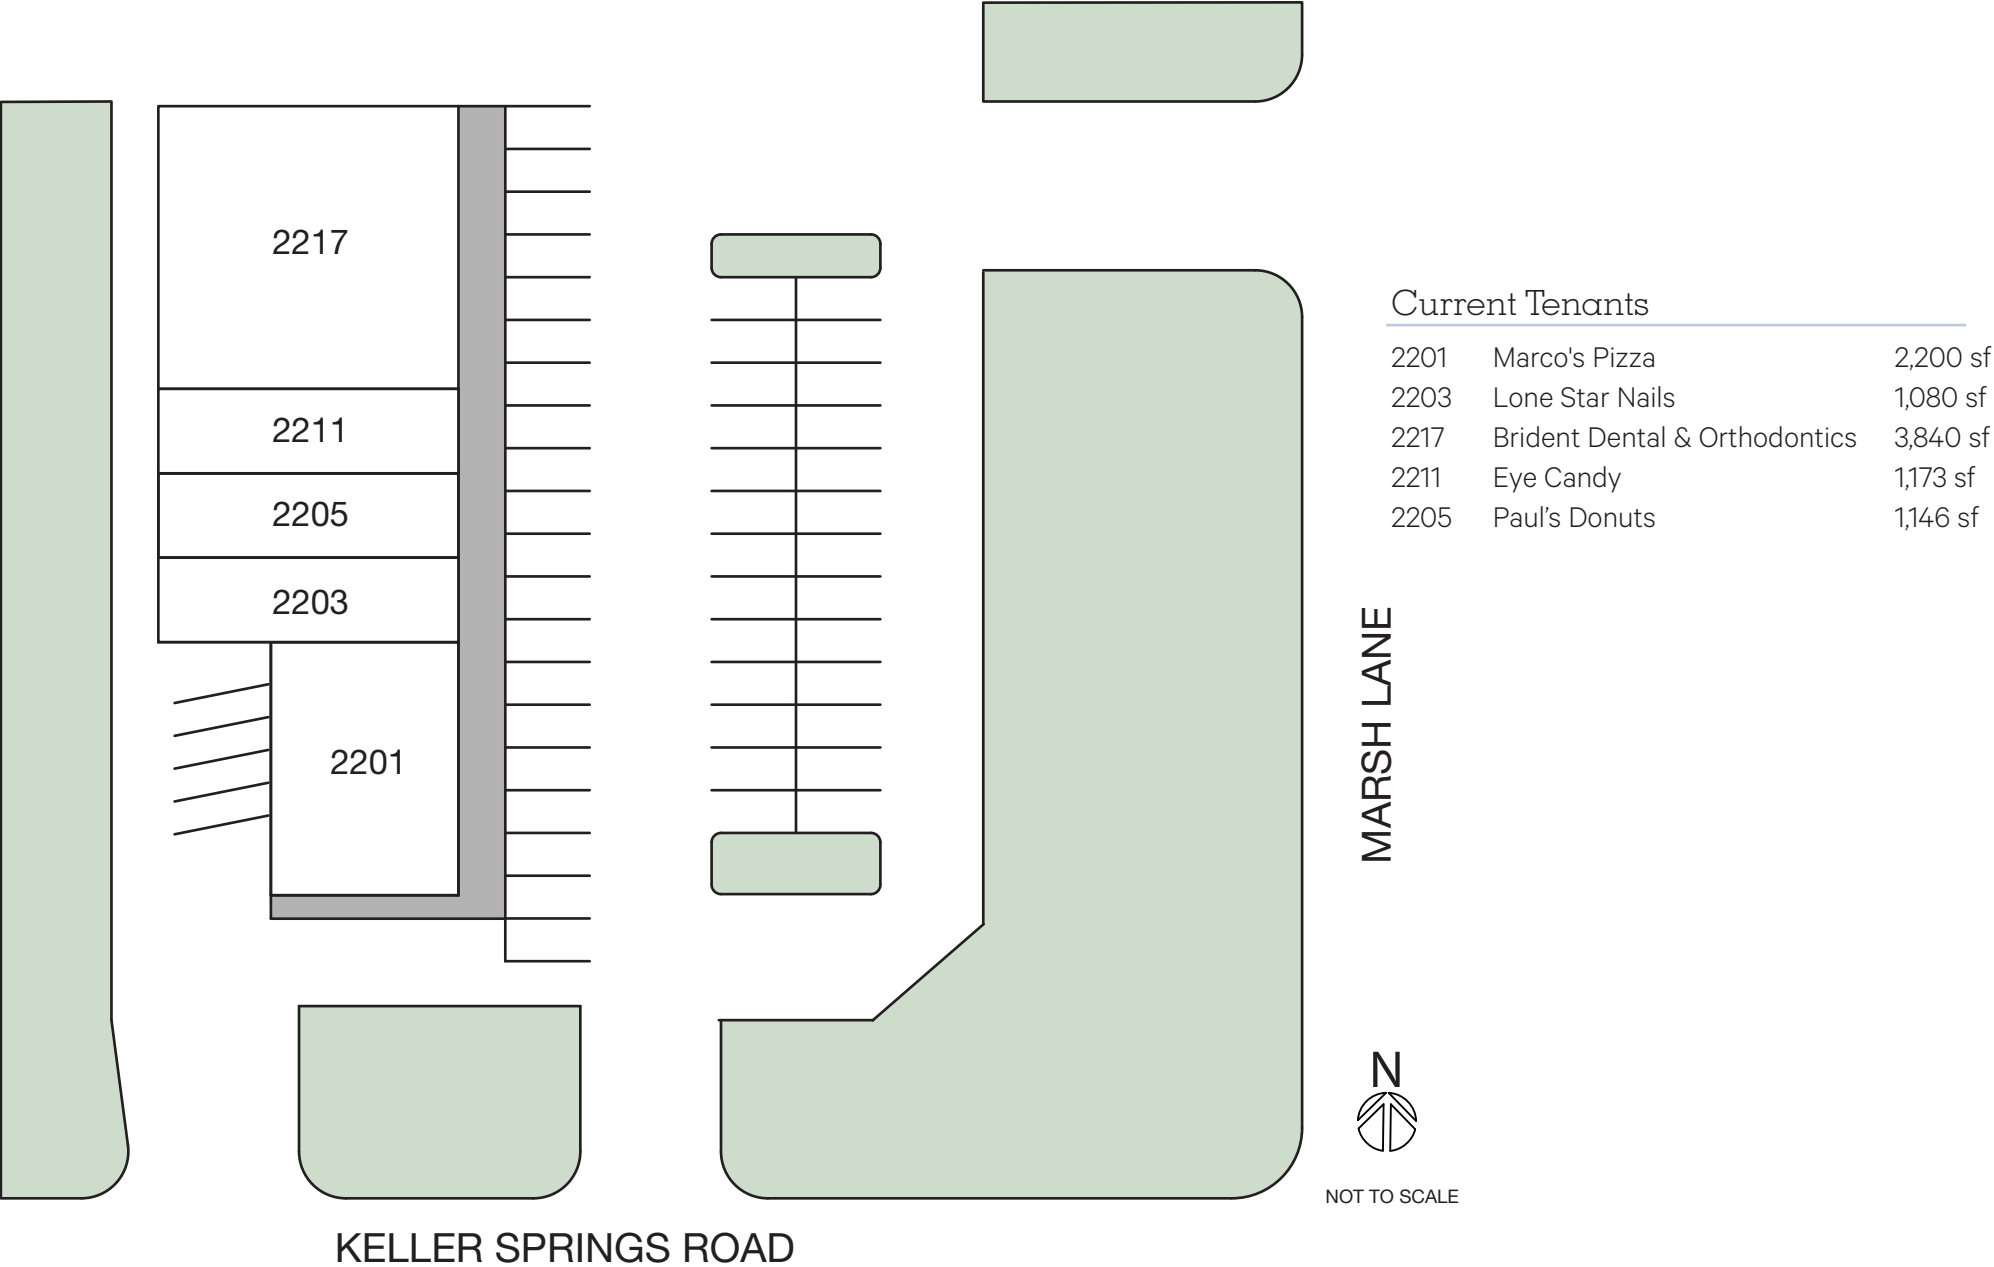 2217
2211
2205
2203
2201
Current Tenants
2201 Marco's Pizza 2,200 sf
2203 Lone Star Nails 1,080 sf
2217 Brident Dental & Orthodontics 3,840 sf
2211 Eye Candy 1,173 sf
2205 Paul’s Donuts 1,146 sf
MARSH LANE
N
NOT TO SCALE
KELLER SPRINGS ROAD